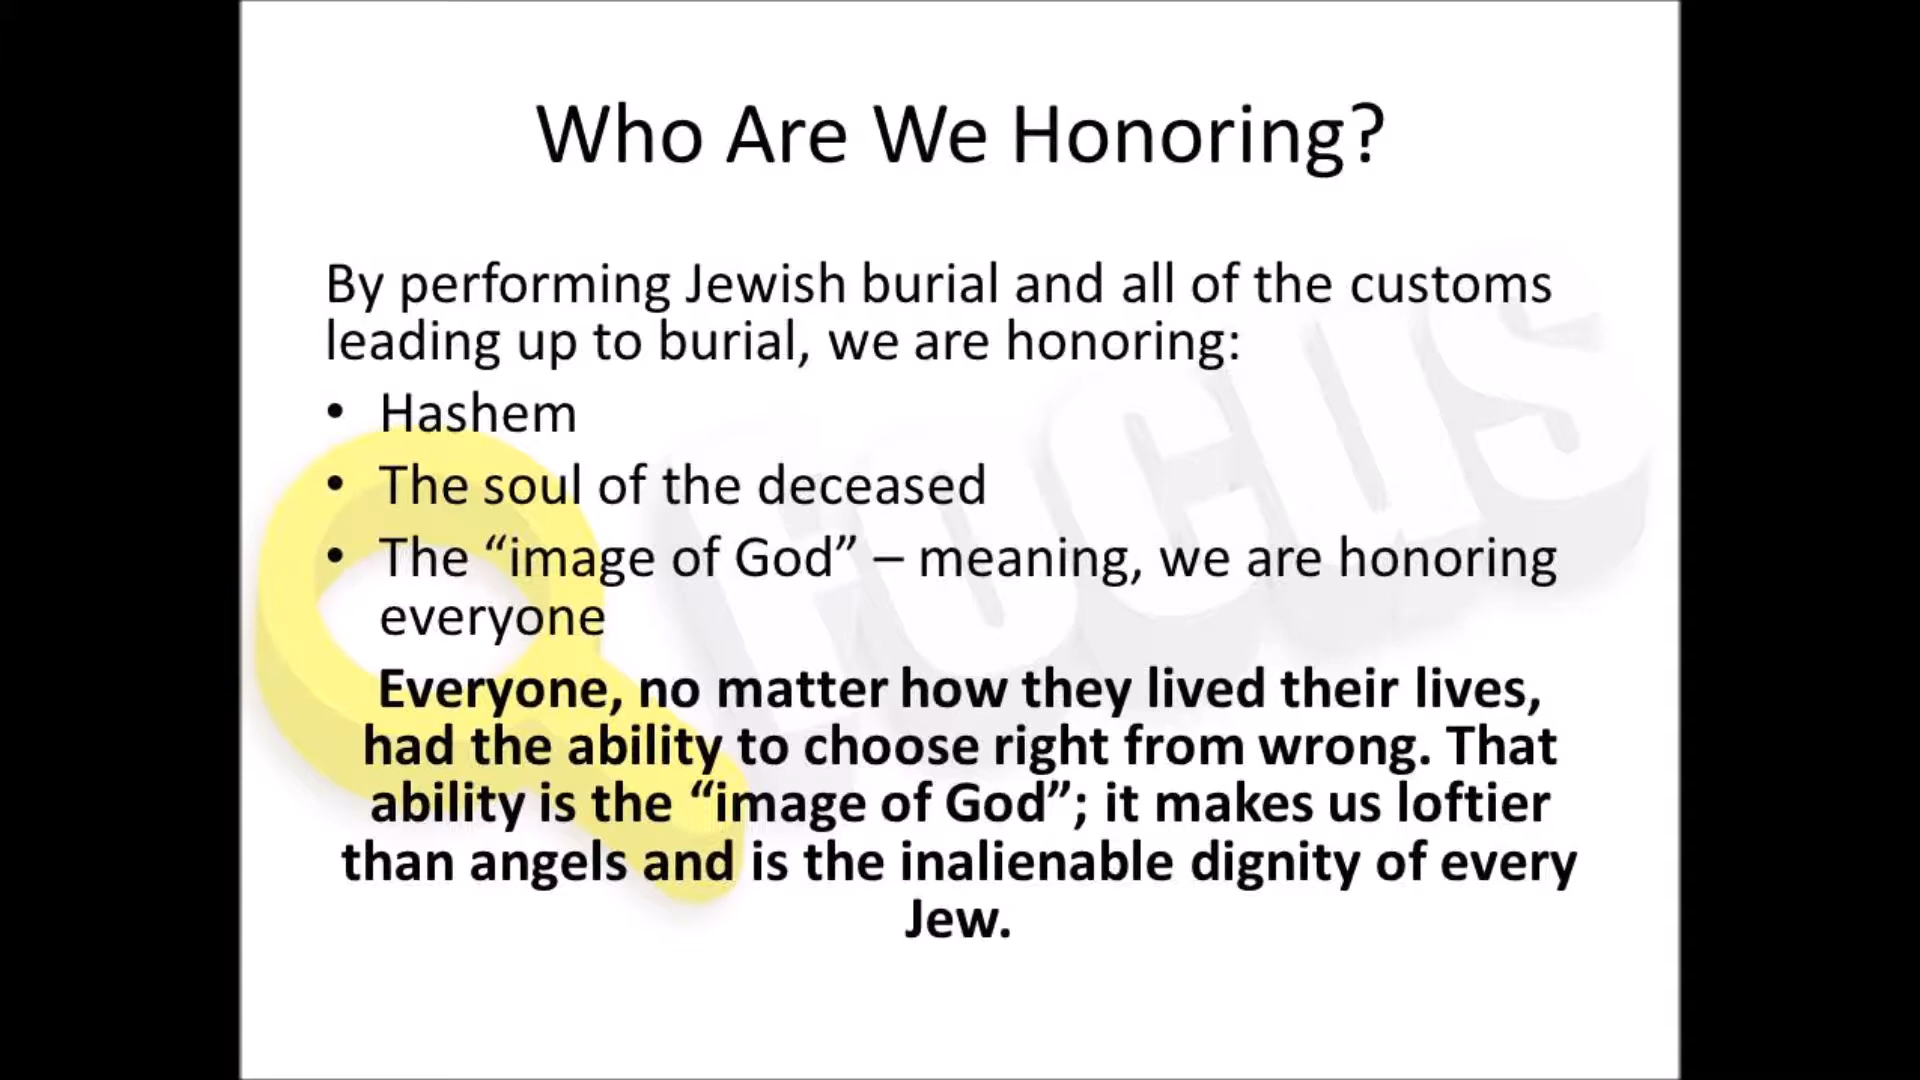 Who Are We Honoring?
By performing Jewish burial and all of the customs
leading up to burial, we are honoring:
• Hashem
• The soul of the deceased
• The “image of God” – meaning, we are honoring
everyone
Everyone, no matter how they lived their lives,
had the ability to choose right from wrong. That
ability is the “image of God”; it makes us loftier
than angels and is the inalienable dignity of every
Jew.
FOCUS